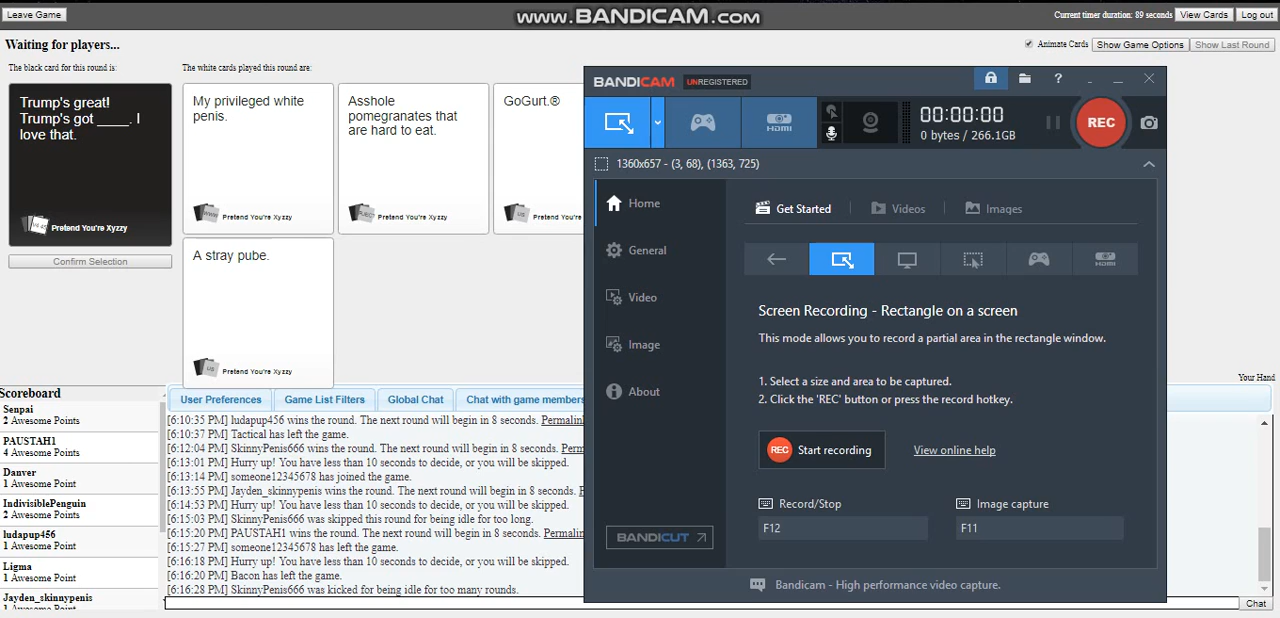 Leave Game
www.BANDICAM.com
Current timer duration: 89 seconds
View Cards
Log out
Waiting for players...
Animate Cards
Show Game Options
Show Last Round
The black card for this round is:
The white cards played this round are:
Trump's great!
Trump's got ____. I
love that.
Pretend You're Xyzzy
Confirm Selection
My privileged white
penis.
Pretend You're Xyzzy
Asshole
pomegranates that
are hard to eat.
Pretend You're Xyzzy
GoGurt.®
US
Pretend You're Xyzzy
A stray pube.
US
Pretend You're Xyzzy
BANDICAM
UNREGISTERED
?
HDMI
00:00:00
0 bytes / 266.1GB
REC
1360x657 - (3, 68), (1363, 725)
Home
General
Video
Image
About
BANDICUT
Get Started
Videos
Images
HDMI
Screen Recording - Rectangle on a screen
This mode allows you to record a partial area in the rectangle window.
1. Select a size and area to be captured.
2. Click the 'REC' button or press the record hotkey.
REC Start recording
View online help
Record/Stop
Image capture
F12
F11
Bandicam - High performance video capture.
Your Hand
Scoreboard
Senpai
2 Awesome Points
PAUSTAH1
4 Awesome Points
Danver
1 Awesome Point
IndivisiblePenguin
2 Awesome Points
ludapup456
1 Awesome Point
Ligma
1 Awesome Point
Jayden_skinnypenis
1 Awesome Point
User Preferences
Game List Filters
Global Chat
Chat with game members
[6:10:35 PM] ludapup456 wins the round. The next round will begin in 8 seconds. Permalink
[6:10:37 PM] Tactical has left the game.
[6:12:04 PM] SkinnyPenis666 wins the round. The next round will begin in 8 seconds. Perm
[6:13:01 PM] Hurry up! You have less than 10 seconds to decide, or you will be skipped.
[6:13:14 PM] someone12345678 has joined the game.
[6:13:55 PM] Jayden_skinnypenis wins the round. The next round will begin in 8 seconds.
[6:14:53 PM] Hurry up! You have less than 10 seconds to decide, or you will be skipped.
[6:15:03 PM] SkinnyPenis666 was skipped this round for being idle for too long.
[6:15:20 PM] PAUSTAH1 wins the round. The next round will begin in 8 seconds. Permalink
[6:15:27 PM] someone12345678 has left the game.
[6:16:18 PM] Hurry up! You have less than 10 seconds to decide, or you will be skipped.
[6:16:20 PM] Bacon has left the game.
[6:16:28 PM] SkinnyPenis666 was kicked for being idle for too many rounds.
Chat